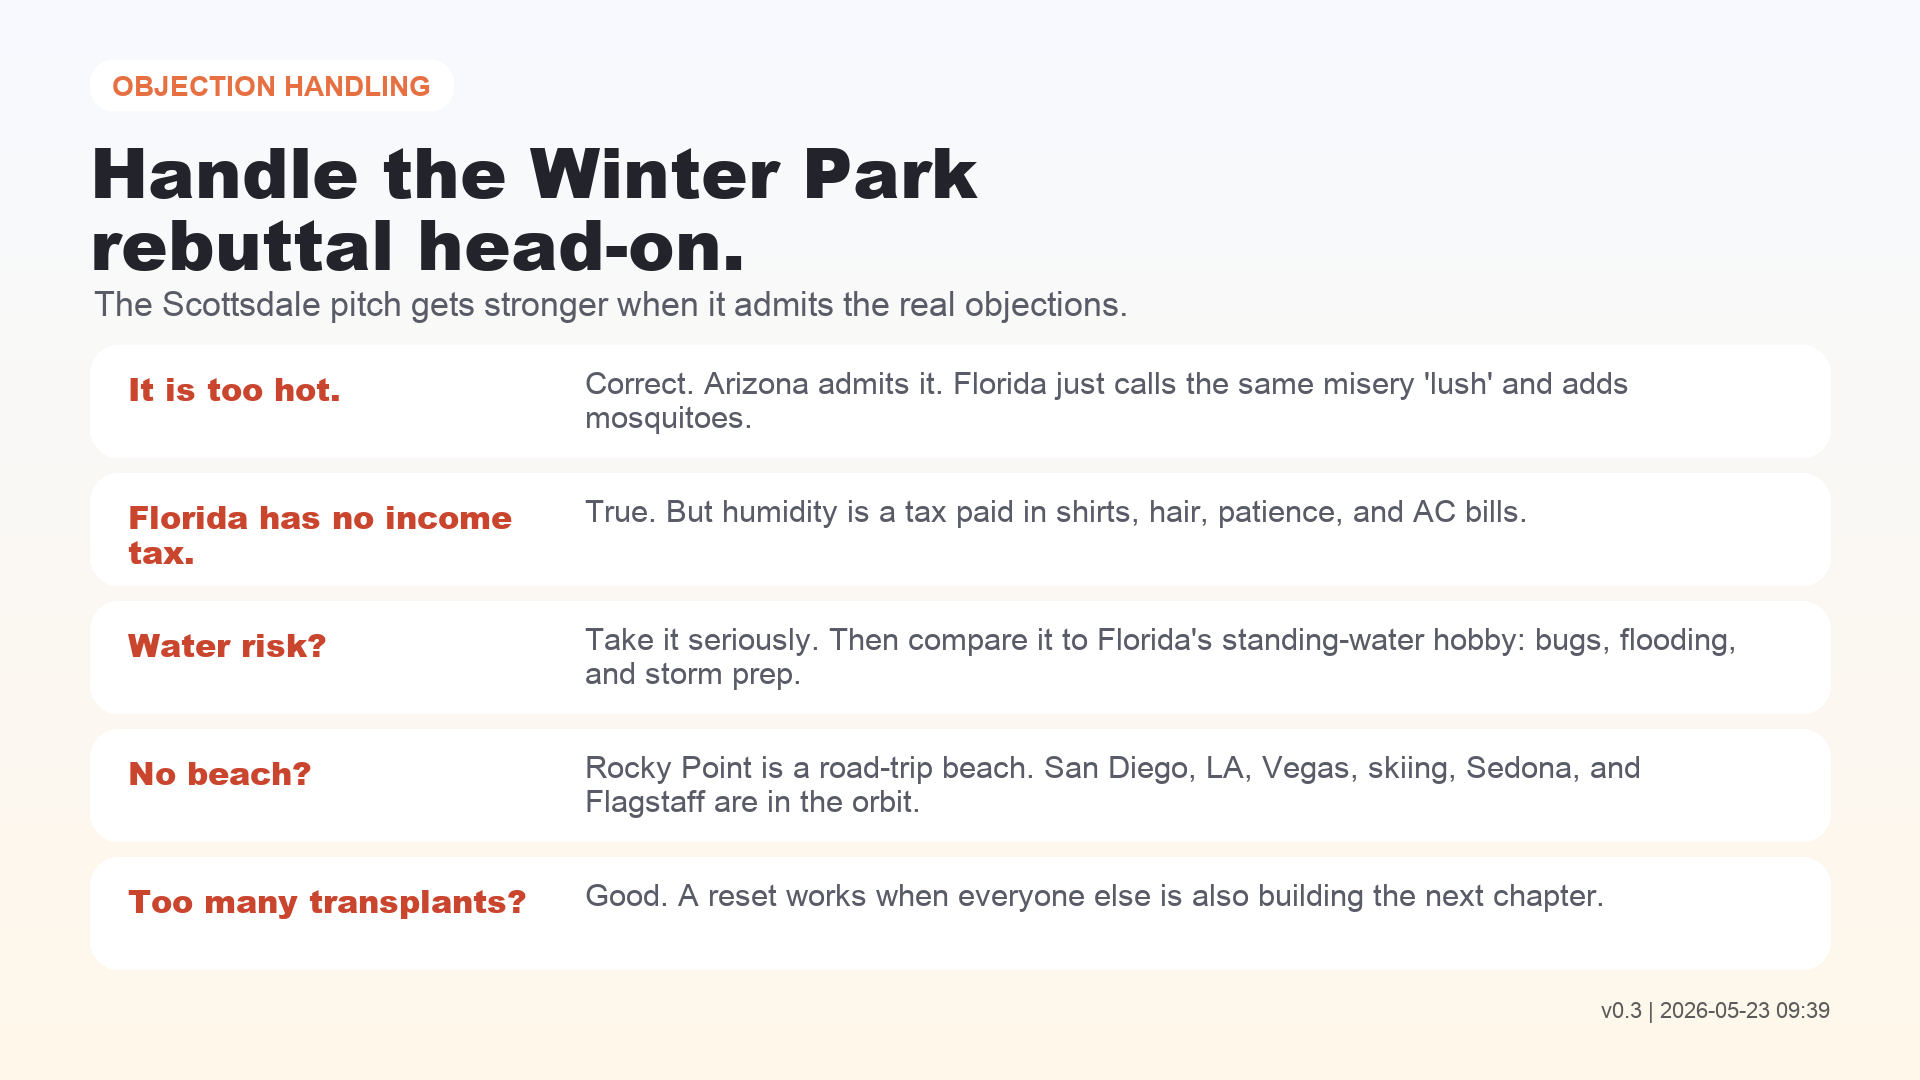 OBJECTION HANDLING
Handle the Winter Park
rebuttal head-on.
The Scottsdale pitch gets stronger when it admits the real objections.
It is too hot.
Correct. Arizona admits it. Florida just calls the same misery 'lush' and adds
mosquitoes.
Florida has no income
tax.
True. But humidity is a tax paid in shirts, hair, patience, and AC bills.
Water risk?
Take it seriously. Then compare it to Florida's standing-water hobby: bugs, flooding,
and storm prep.
No beach?
Rocky Point is a road-trip beach. San Diego, LA, Vegas, skiing, Sedona, and
Flagstaff are in the orbit.
Too many transplants?
Good. A reset works when everyone else is also building the next chapter.
v0.3 | 2026-05-23 09:39